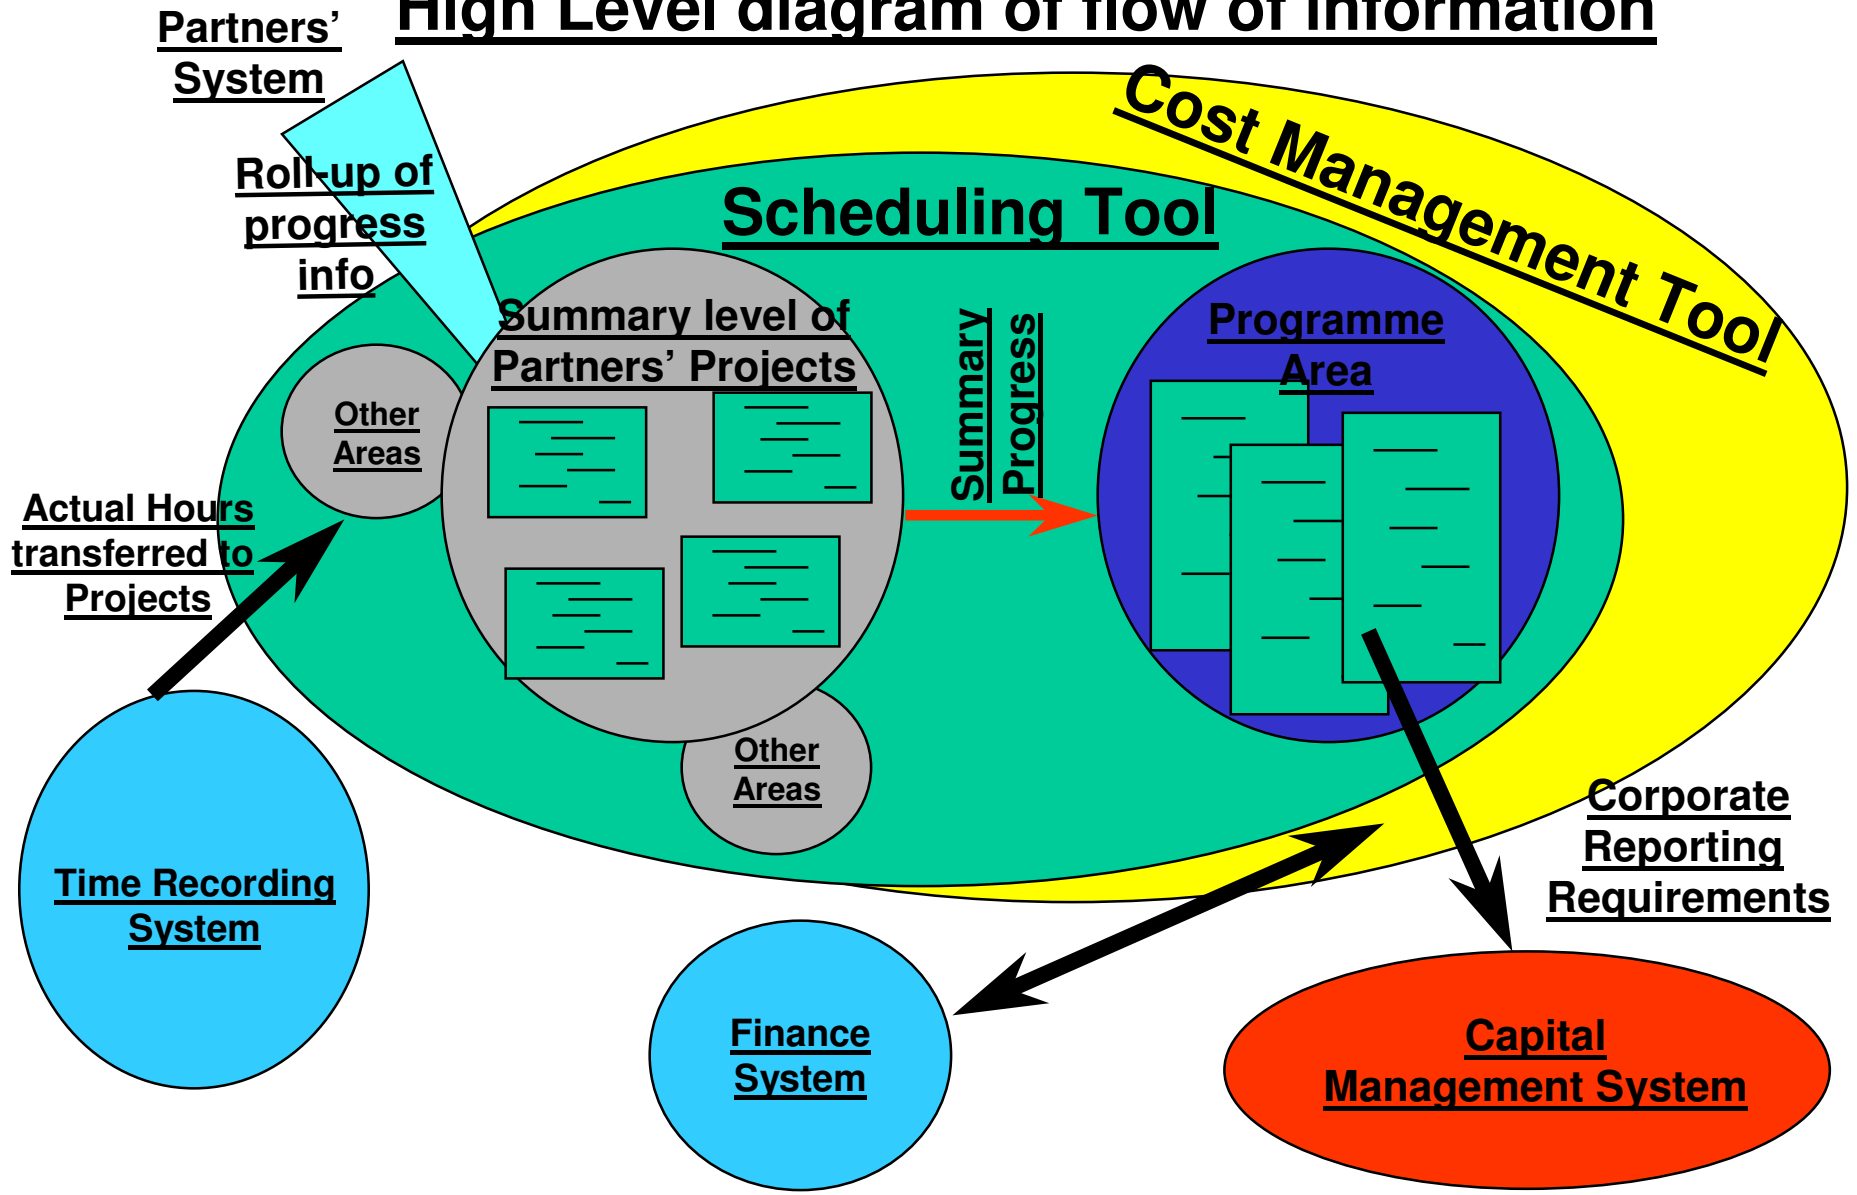 High Level diagram of flow of information
Partners’
System
Roll-up of
progress
info
Cost Management Tool
Scheduling Tool
Summary level of
Partners’ Projects
Summary
Progress
Programme
Area
Other
Areas
Actual Hours
transferred to
Projects
Other
Areas
Time Recording
System
Corporate
Reporting
Requirements
Finance
System
Capital
Management System